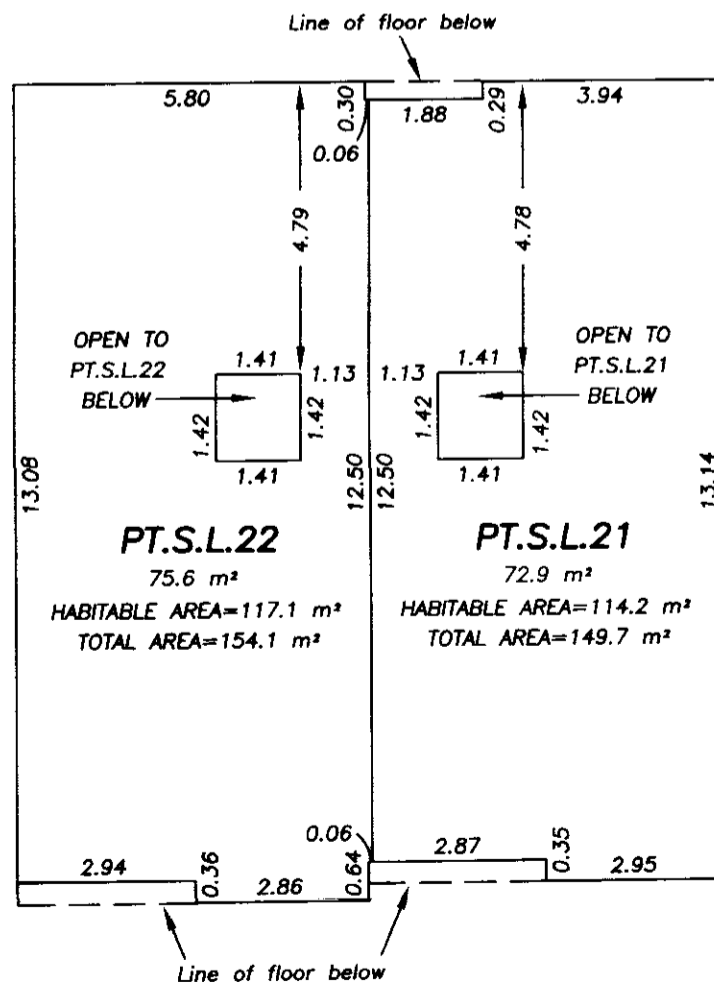 Line of floor below
5.80
0.30
1.88
0.29
3.94
0.06
4.79
4.78
OPEN TO
PT.S.L.22
BELOW
OPEN TO
PT.S.L.21
BELOW
1.41
1.13
1.13
1.41
1.42
1.42
1.42
1.42
1.41
1.41
13.08
12.50
12.50
13.14
PT.S.L.22
75.6 m²
HABITABLE AREA=117.1 m²
TOTAL AREA=154.1 m²
PT.S.L.21
72.9 m²
HABITABLE AREA=114.2 m²
TOTAL AREA=149.7 m²
0.06
2.94
0.36
2.86
0.64
2.87
0.35
2.95
Line of floor below